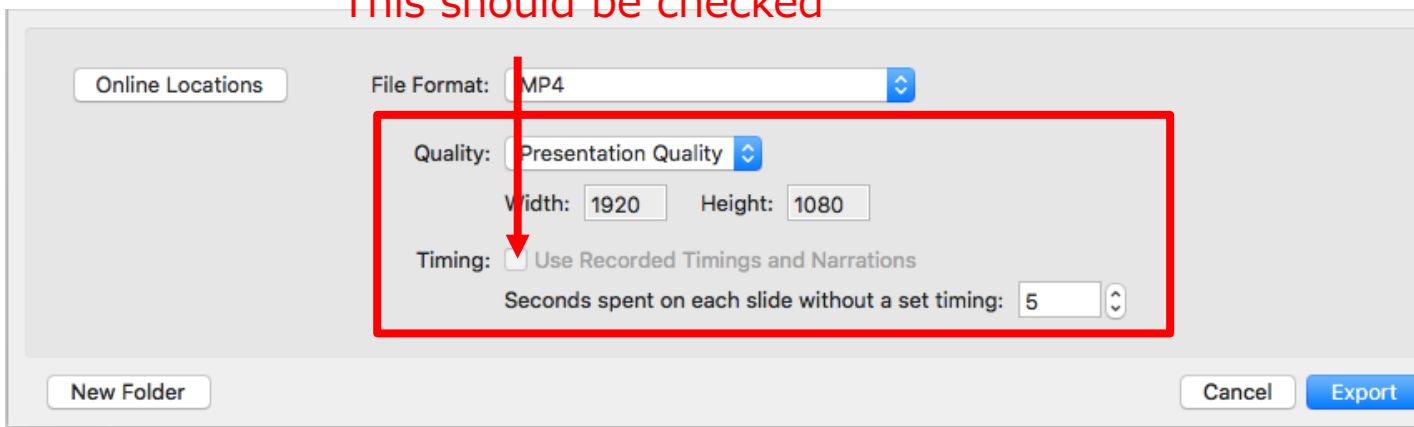 This should be checked
Online Locations
File Format: MP4
Quality: Presentation Quality
Width: 1920 Height: 1080
Timing: Use Recorded Timings and Narrations
Seconds spent on each slide without a set timing: 5
New Folder
Cancel Export